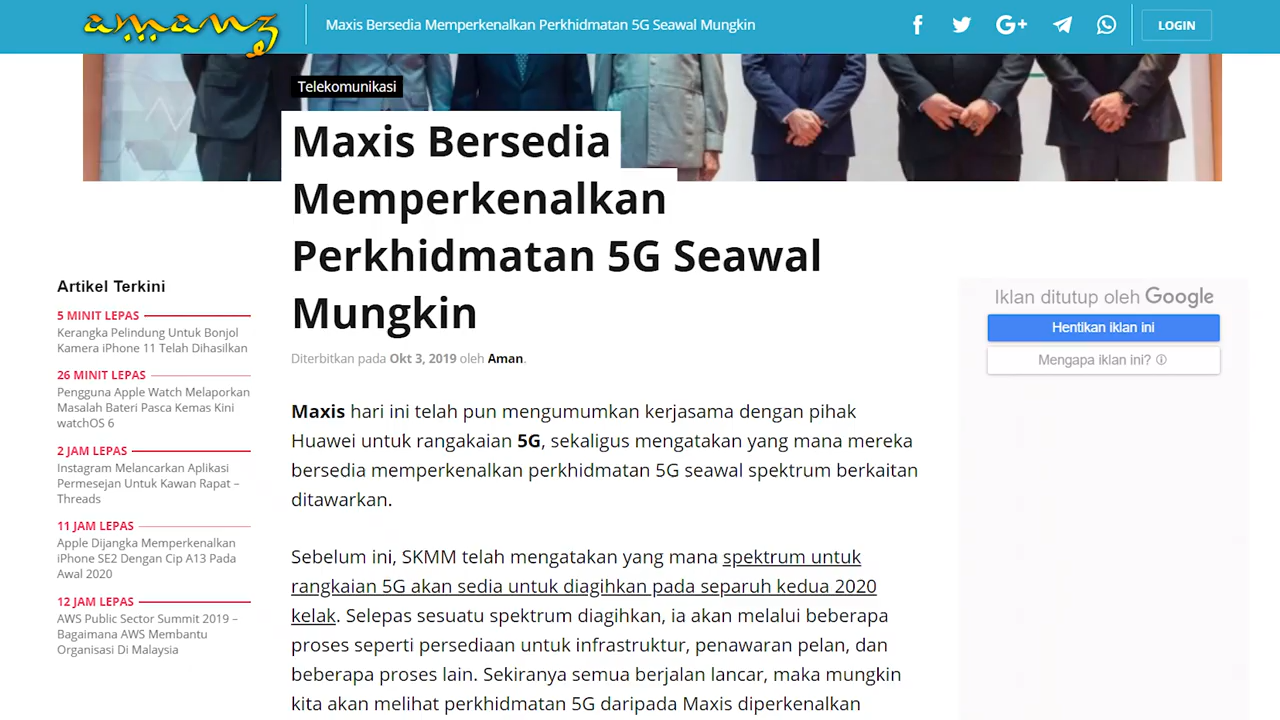 amanz
Maxis Bersedia Memperkenalkan Perkhidmatan 5G Seawal Mungkin
LOGIN
Telekomunikasi
Maxis Bersedia
Memperkenalkan
Perkhidmatan 5G Seawal
Mungkin
Diterbitkan pada Okt 3, 2019 oleh Aman.
Artikel Terkini
5 MINIT LEPAS
Kerangka Pelindung Untuk Bonjol
Kamera iPhone 11 Telah Dihasilkan
26 MINIT LEPAS
Pengguna Apple Watch Melaporkan
Masalah Bateri Pasca Kemas Kini
watchOS 6
2 JAM LEPAS
Instagram Melancarkan Aplikasi
Permesejan Untuk Kawan Rapat –
Threads
11 JAM LEPAS
Apple Dijangka Memperkenalkan
iPhone SE2 Dengan Cip A13 Pada
Awal 2020
12 JAM LEPAS
AWS Public Sector Summit 2019 –
Bagaimana AWS Membantu
Organisasi Di Malaysia
Maxis hari ini telah pun mengumumkan kerjasama dengan pihak
Huawei untuk rangakaian 5G, sekaligus mengatakan yang mana mereka
bersedia memperkenalkan perkhidmatan 5G seawal spektrum berkaitan
ditawarkan.
Sebelum ini, SKMM telah mengatakan yang mana spektrum untuk
rangkaian 5G akan sedia untuk diagihkan pada separuh kedua 2020
kelak. Selepas sesuatu spektrum diagihkan, ia akan melalui beberapa
proses seperti persediaan untuk infrastruktur, penawaran pelan, dan
beberapa proses lain. Sekiranya semua berjalan lancar, maka mungkin
kita akan melihat perkhidmatan 5G daripada Maxis diperkenalkan
Iklan ditutup oleh Google
Hentikan iklan ini
Mengapa iklan ini?